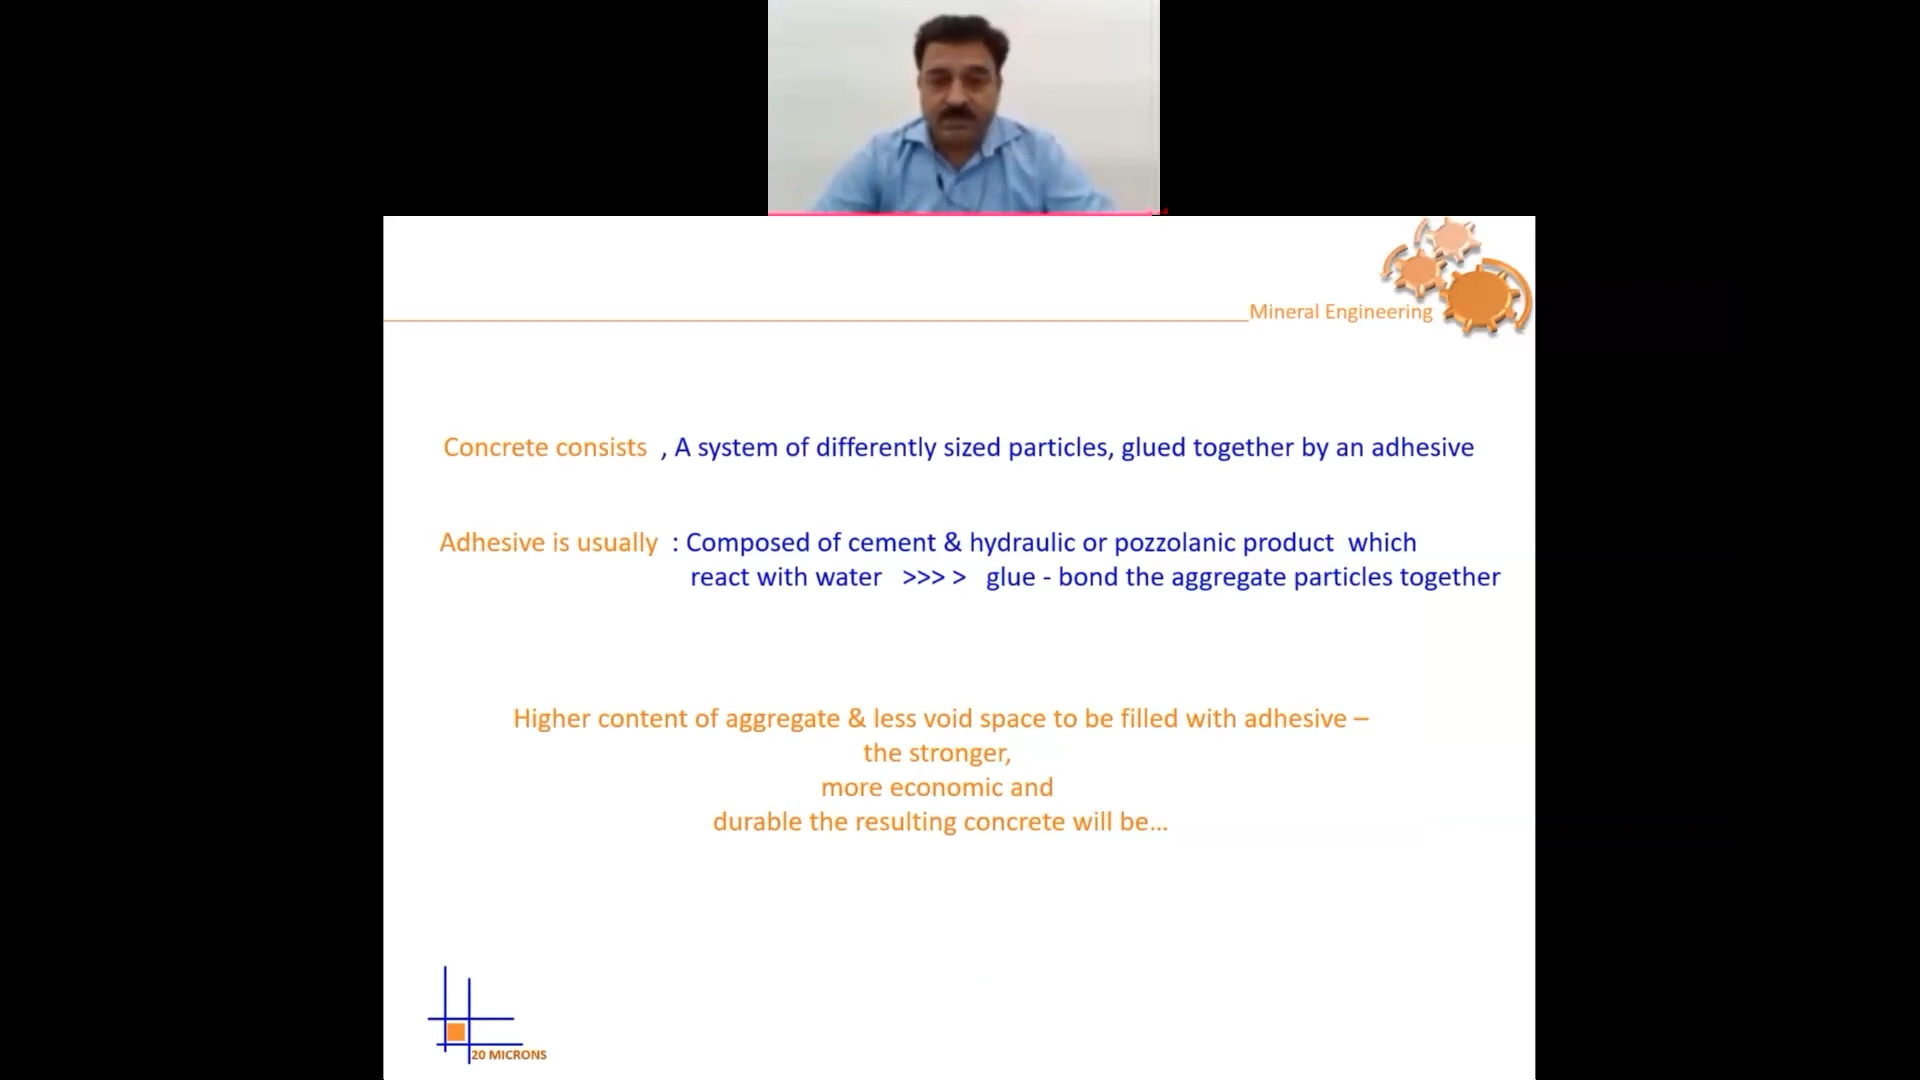 Mineral Engineering
Concrete consists , A system of differently sized particles, glued together by an adhesive
Adhesive is usually : Composed of cement & hydraulic or pozzolanic product which
react with water >>> > glue - bond the aggregate particles together
Higher content of aggregate & less void space to be filled with adhesive –
the stronger,
more economic and
durable the resulting concrete will be...
20 MICRONS